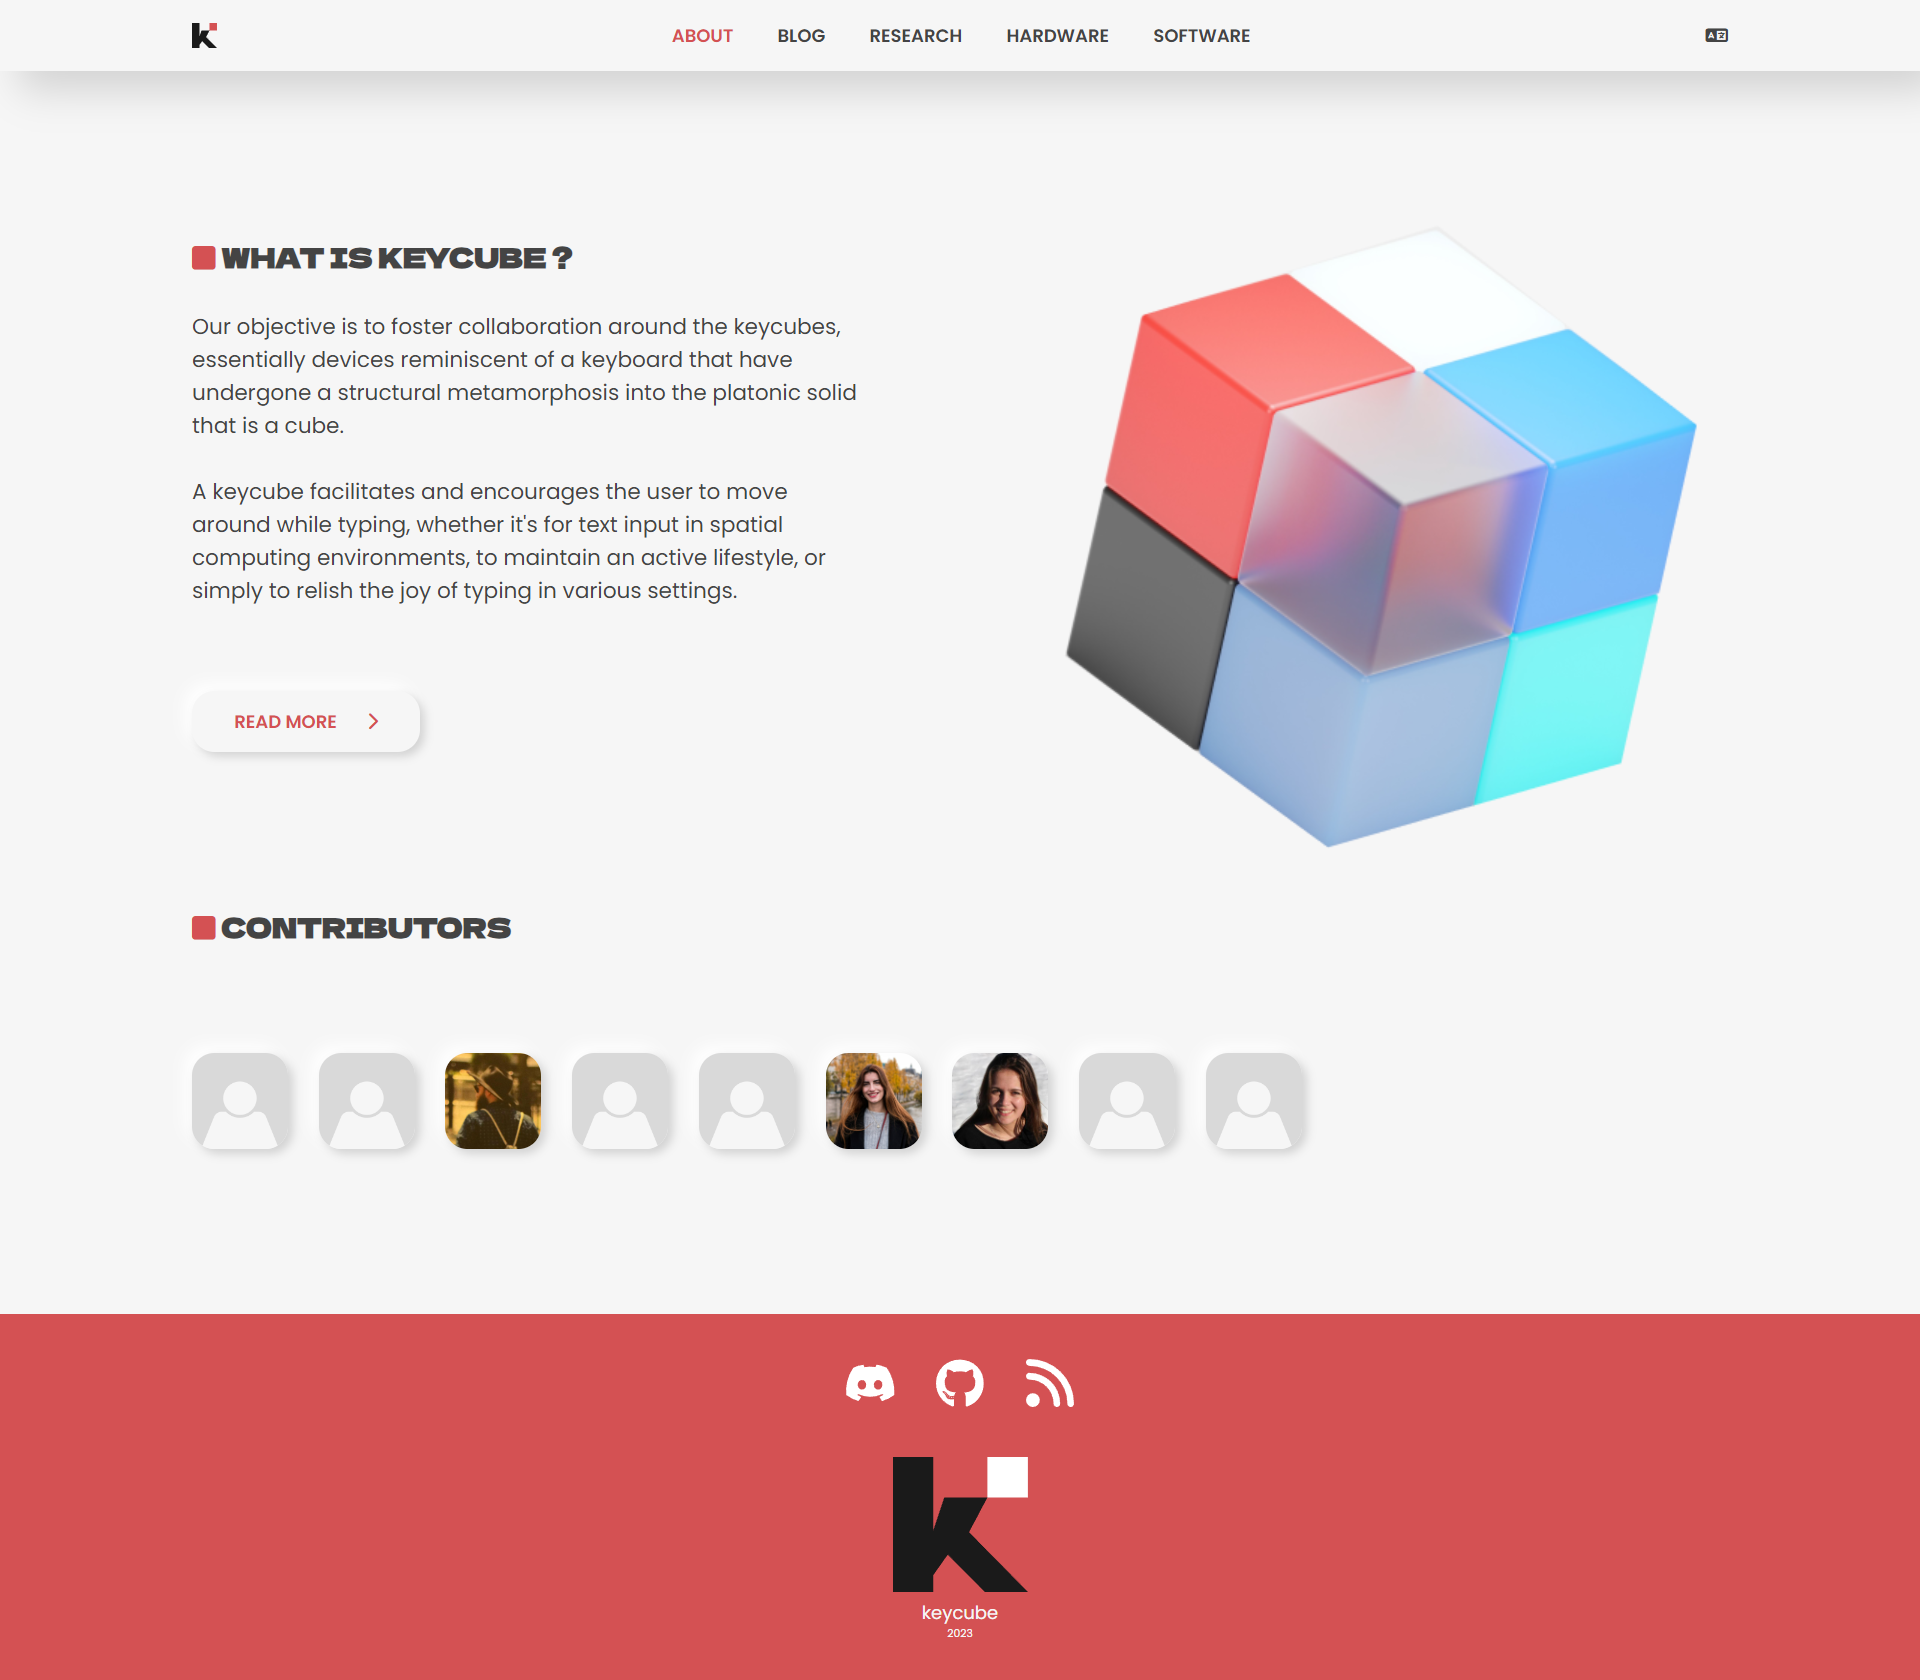 k
ABOUT
BLOG
RESEARCH
HARDWARE
SOFTWARE
WHAT IS KEYCUBE ?
Our objective is to foster collaboration around the keycubes,
essentially devices reminiscent of a keyboard that have
undergone a structural metamorphosis into the platonic solid
that is a cube.
A keycube facilitates and encourages the user to move
around while typing, whether it's for text input in spatial
computing environments, to maintain an active lifestyle, or
simply to relish the joy of typing in various settings.
READ MORE
CONTRIBUTORS
k
keycube
2023